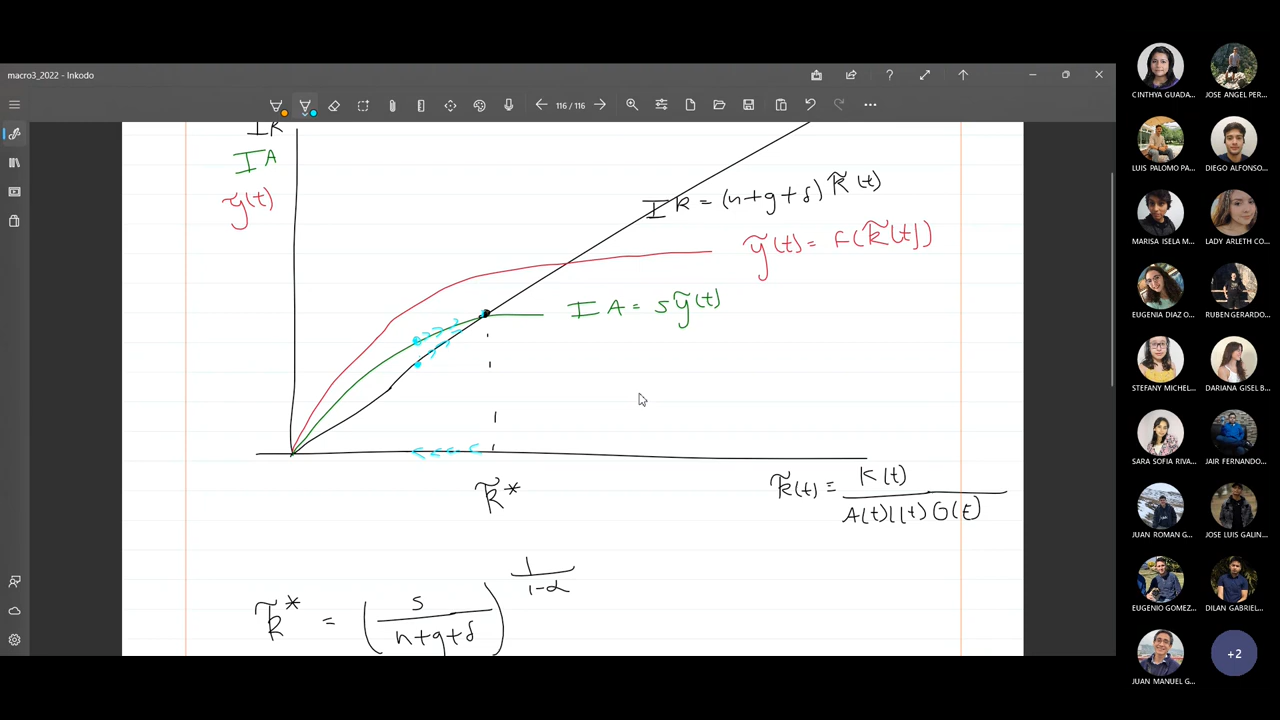 macro3_2022 - Inkodo
116 / 116
IR
IA
ỹ(t)
IR = (n+g+δ) k̃(t)
ỹ(t) = f(k̃(t))
IA = sỹ(t)
k̃*
k̃(t) ≡ K(t) / A(t)L(t)G(t)
k̃* = (s / n+g+δ)^(1 / 1-α)
CINTHYA GUADA...
JOSE ANGEL PER...
LUIS PALOMO PA...
DIEGO ALFONSO...
MARISA ISELA M...
LADY ARLETH CO...
EUGENIA DIAZ O...
RUBEN GERARDO...
STEFANY MICHEL...
DARIANA GISEL B...
SARA SOFIA RIVA...
JAIR FERNANDO...
JUAN ROMAN G...
JOSE LUIS GALIN...
EUGENIO GOMEZ...
DILAN GABRIEL...
JUAN MANUEL G...
+2